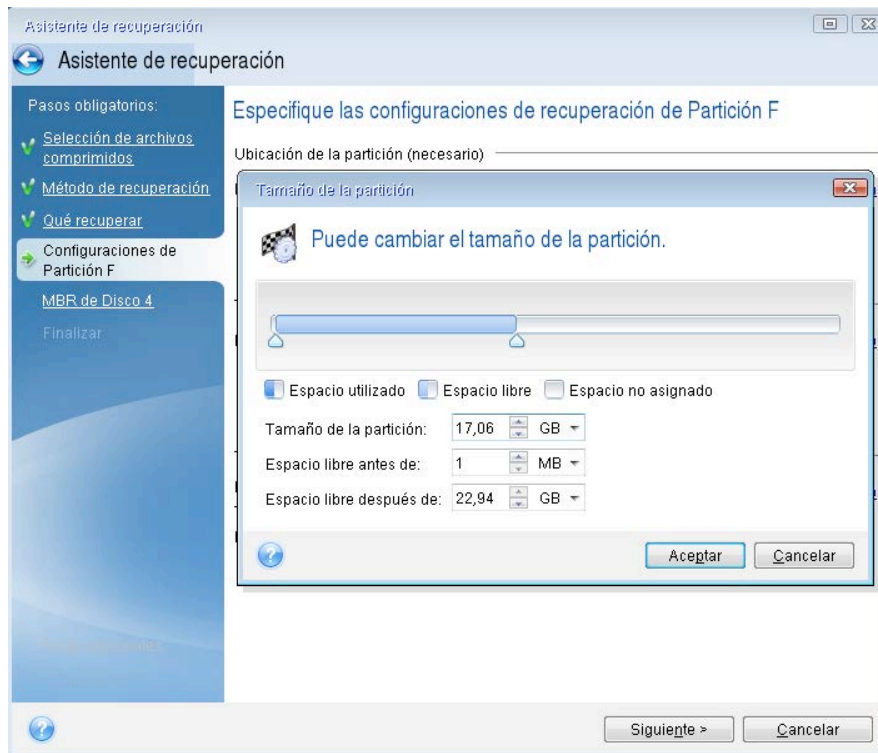 Asistente de recuperación
Asistente de recuperación
Pasos obligatorios:
Selección de archivos
comprimidos
Método de recuperación
Qué recuperar
Configuraciones de
Partición F
MBR de Disco 4
Finalizar
Especifique las configuraciones de recuperación de Partición F
Ubicación de la partición (necesario)
Tamaño de la partición
Puede cambiar el tamaño de la partición.
Espacio utilizado Espacio libre Espacio no asignado
Tamaño de la partición: 17,06 GB
Espacio libre antes de: 1 MB
Espacio libre después de: 22,94 GB
Aceptar Cancelar
Siguiente > Cancelar